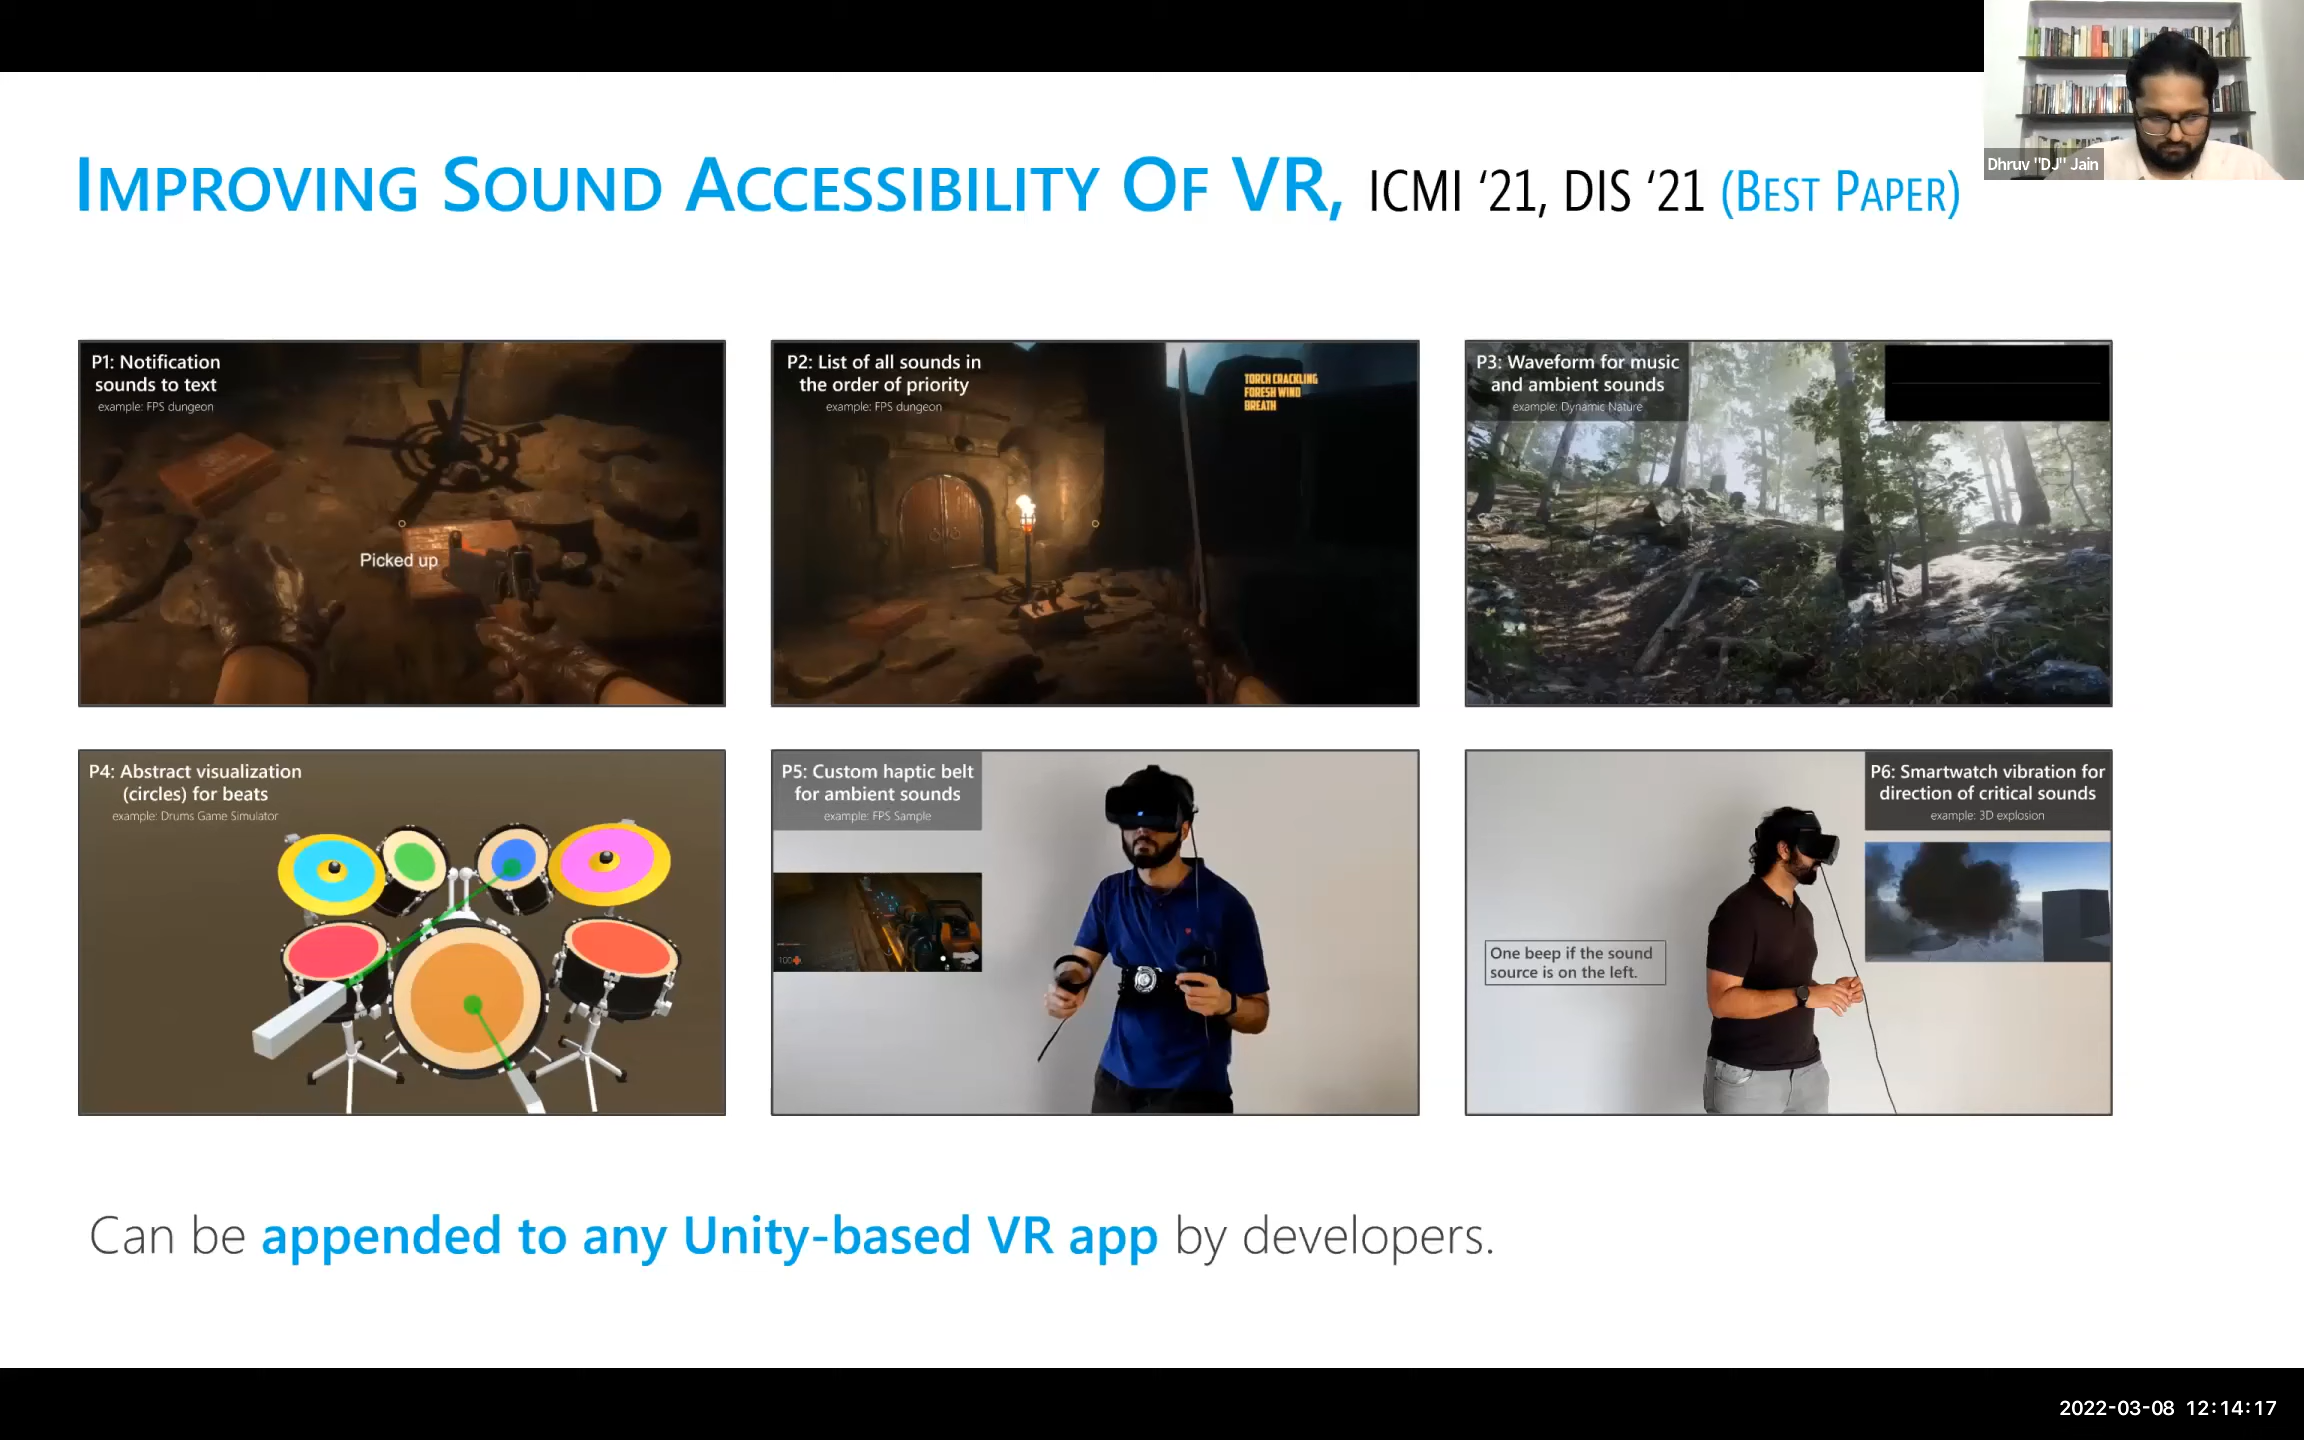 Dhruv "DJ" Jain
IMPROVING SOUND ACCESSIBILITY OF VR, ICMI ‘21, DIS ‘21 (BEST PAPER)
P1: Notification
sounds to text
example: FPS dungeon
Picked up
P2: List of all sounds in
the order of priority
example: FPS dungeon
TORCH CRACKLING
FORESH WIND
BREATH
P3: Waveform for music
and ambient sounds
example: Dynamic Nature
P4: Abstract visualization
(circles) for beats
example: Drums Game Simulator
P5: Custom haptic belt
for ambient sounds
example: FPS Sample
100
P6: Smartwatch vibration for
direction of critical sounds
example: 3D explosion
One beep if the sound
source is on the left.
Can be appended to any Unity-based VR app by developers.
2022-03-08 12:14:17